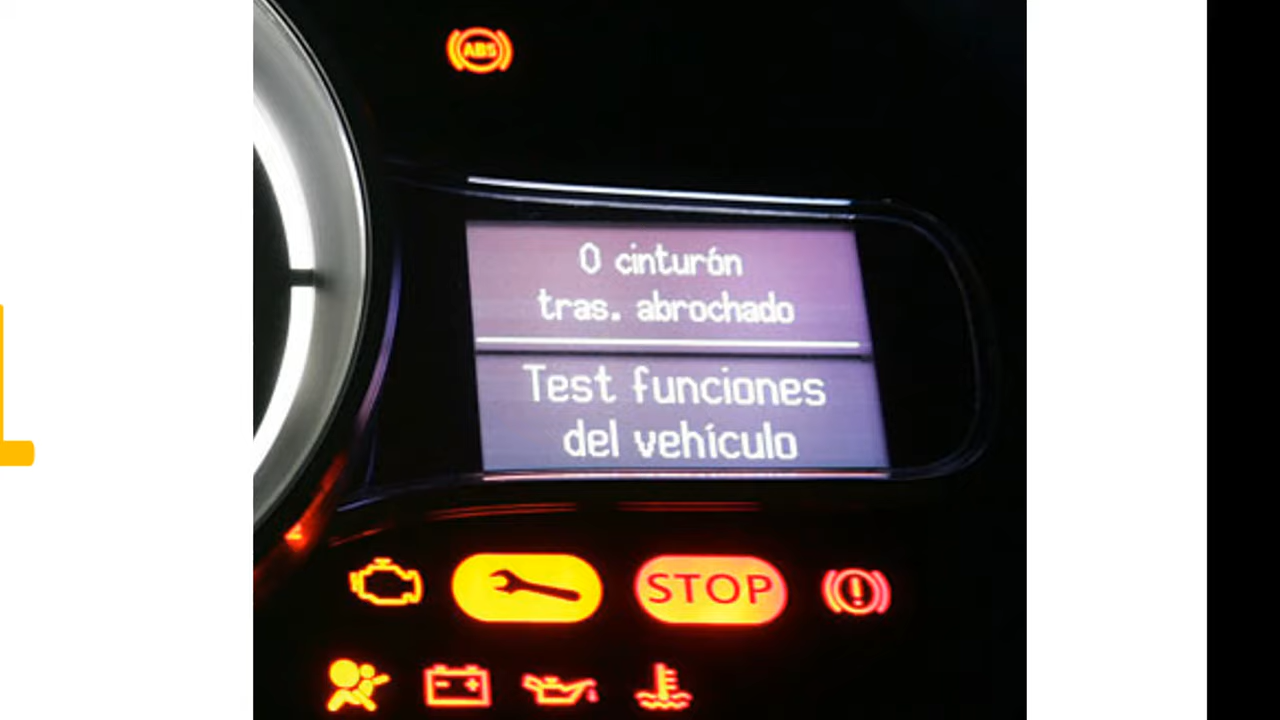 ABS
0 cinturón
tras. abrochado
Test funciones
del vehículo
STOP